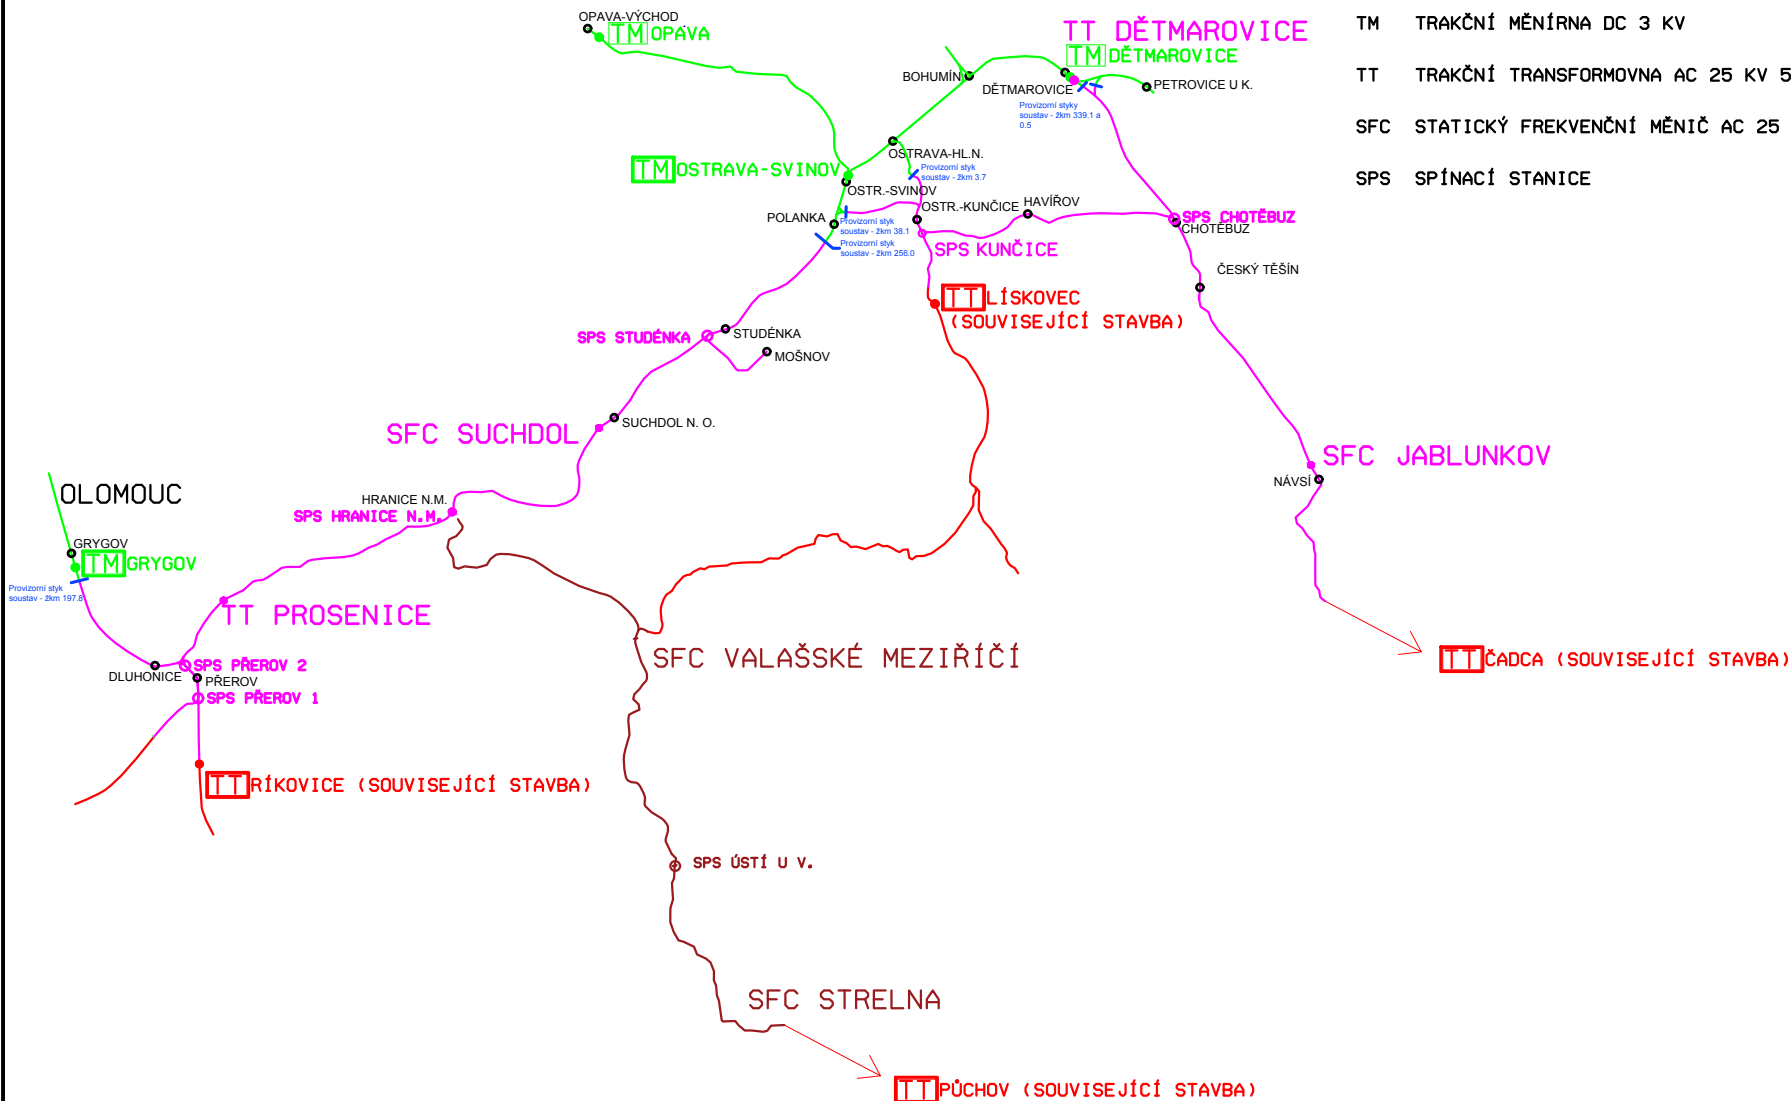 OPAVA-VÝCHOD
TM OPAVA
TT DĚTMAROVICE
TM DĚTMAROVICE
BOHUMÍN
DĚTMAROVICE
PETROVICE U K.
Provizorní styky
soustav - žkm 339.1 a
0.5
TM TRAKČNÍ MĚNÍRNA DC 3 KV
TT TRAKČNÍ TRANSFORMOVNA AC 25 KV 5
SFC STATICKÝ FREKVENČNÍ MĚNIČ AC 25
SPS SPÍNACÍ STANICE
OSTRAVA-HL.N.
TM OSTRAVA-SVINOV
Provizorní styk
soustav - žkm 3.7
OSTR.-SVINOV
POLANKA
OSTR.-KUNČICE
HAVÍŘOV
SPS CHOTĚBUZ
CHOTĚBUZ
Provizorní styk
soustav - žkm 38.1
Provizorní styk
soustav - žkm 256.0
SPS KUNČICE
ČESKÝ TĚŠÍN
TT LÍSKOVEC
(SOUVISEJÍCÍ STAVBA)
SPS STUDÉNKA
STUDÉNKA
MOŠNOV
SFC SUCHDOL
SUCHDOL N. O.
SFC JABLUNKOV
NÁVSÍ
OLOMOUC
HRANICE N.M.
SPS HRANICE N.M.
GRYGOV
TM GRYGOV
Provizorní styk
soustav - žkm 197.8
TT PROSENICE
SFC VALAŠSKÉ MEZIŘÍČÍ
TT ČADCA (SOUVISEJÍCÍ STAVBA)
SPS PŘEROV 2
DLUHONICE
PŘEROV
SPS PŘEROV 1
TT RÍKOVICE (SOUVISEJÍCÍ STAVBA)
SPS ÚSTÍ U V.
SFC STRELNA
TT PÚCHOV (SOUVISEJÍCÍ STAVBA)